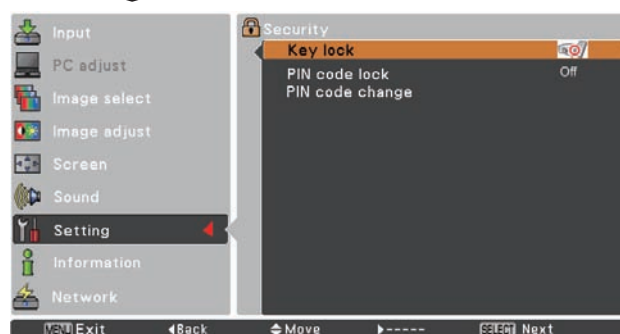 Input
PC adjust
Image select
Image adjust
Screen
Sound
Setting
Information
Network
Security
Key lock
PIN code lock Off
PIN code change
MENU Exit ◀Back Move ▶----- SELECT Next